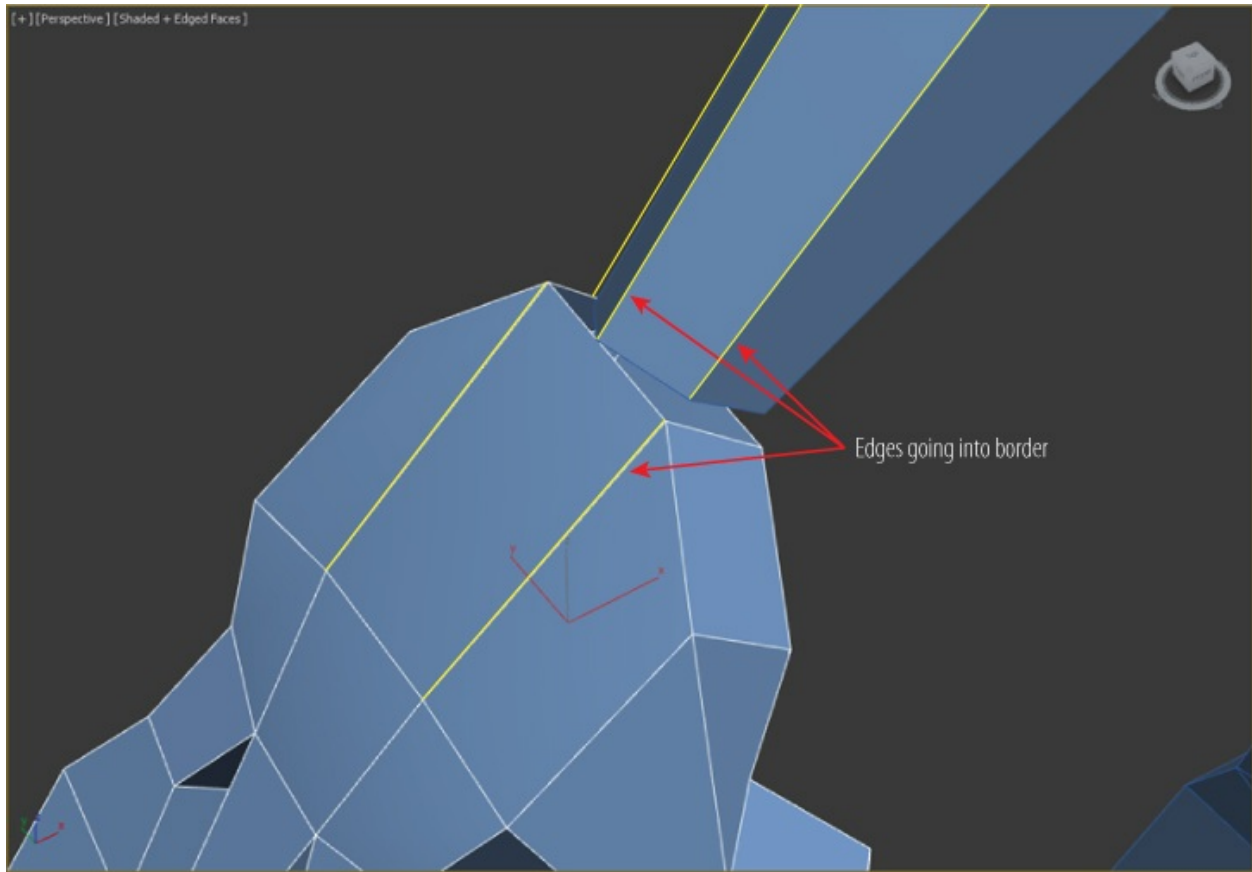 [+] [Perspective] [Shaded + Edged Faces]
Edges going into border
y
x
x